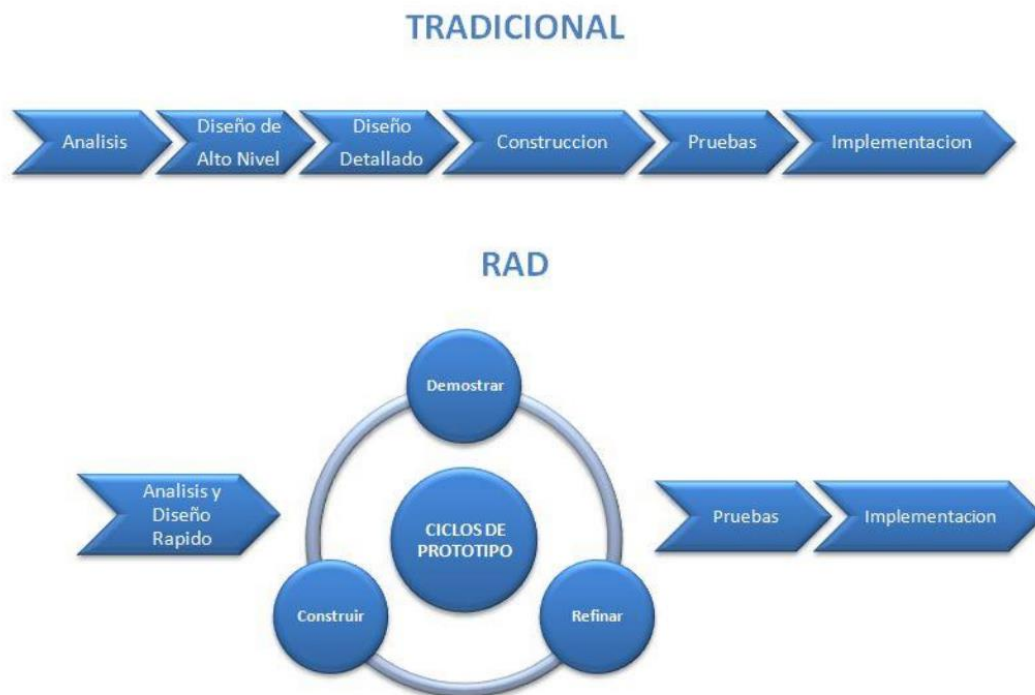 TRADICIONAL
Analisis
Diseño de
Alto Nivel
Diseño
Detallado
Construccion
Pruebas
Implementacion
RAD
Demostrar
Analisis y
Diseño
Rapido
CICLOS DE
PROTOTIPO
Construir
Refinar
Pruebas
Implementacion